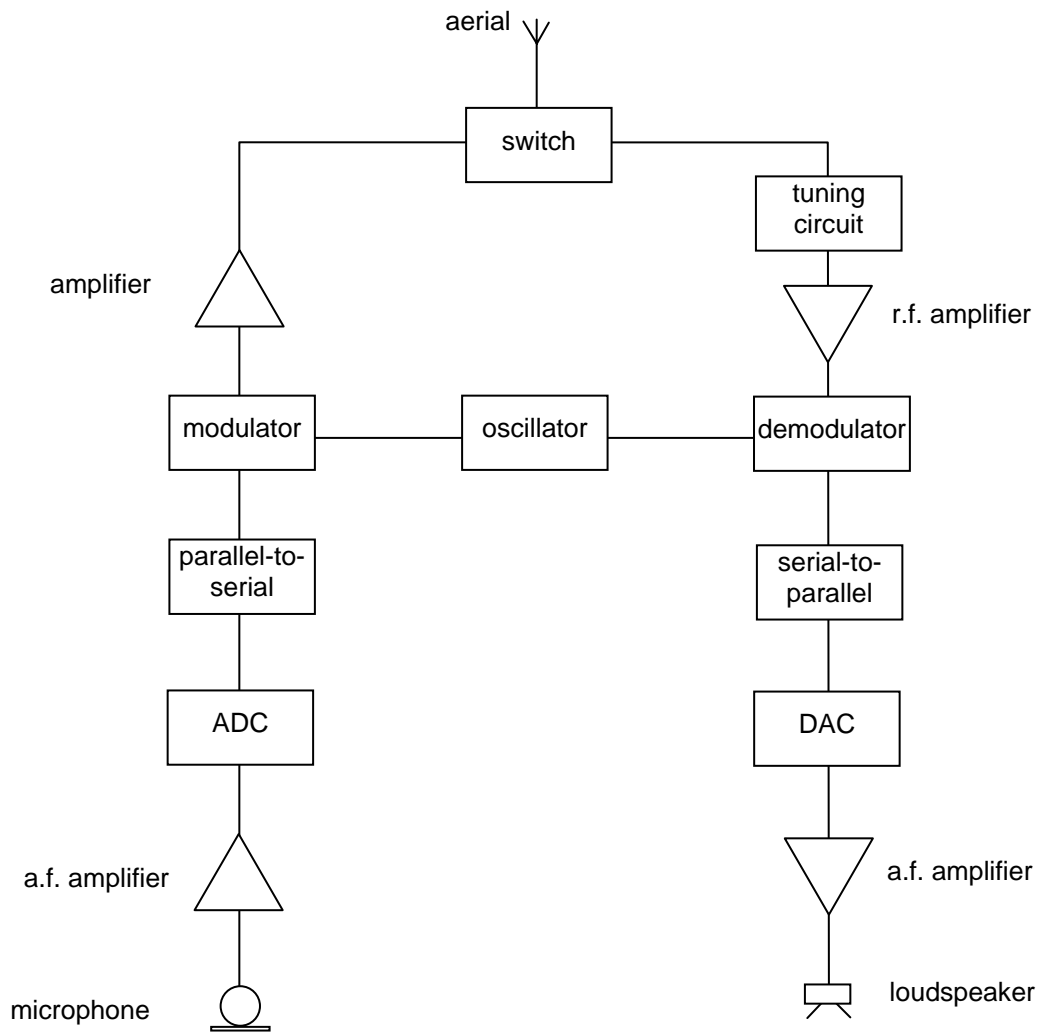 aerial
switch
tuning
circuit
amplifier
r.f. amplifier
modulator
oscillator
demodulator
parallel-to-
serial
serial-to-
parallel
ADC
DAC
a.f. amplifier
a.f. amplifier
microphone
loudspeaker